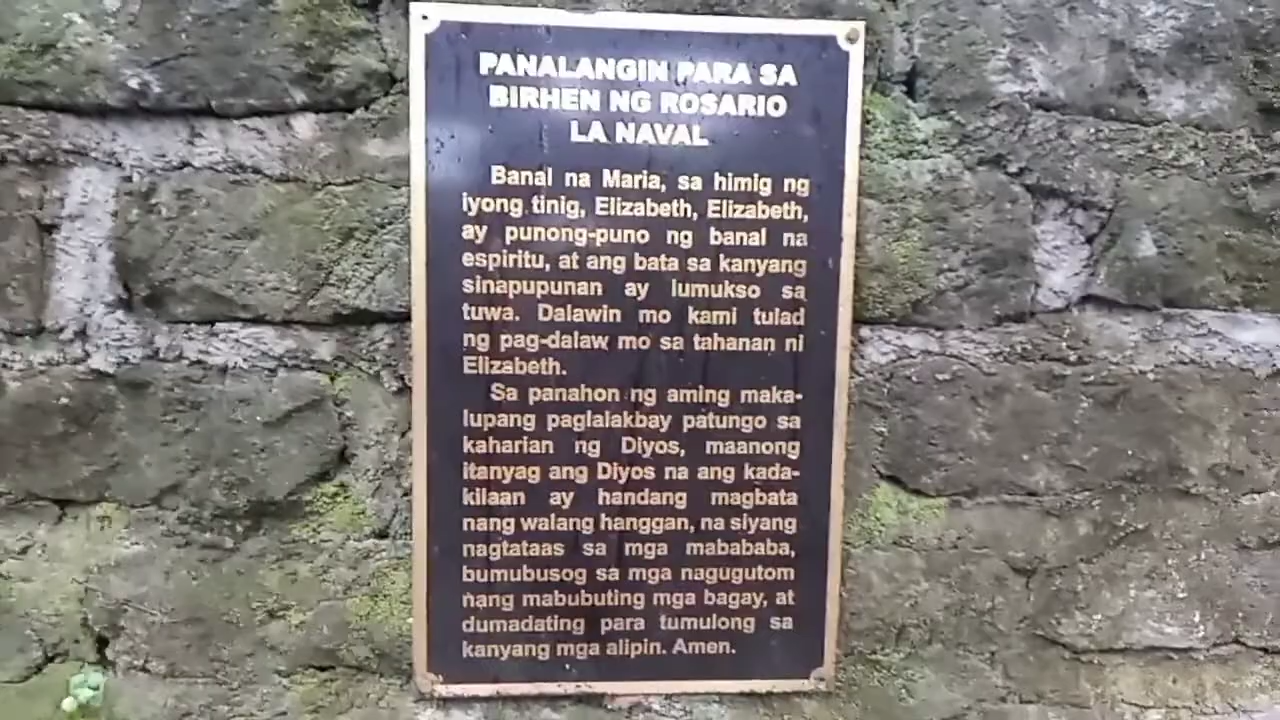 PANALANGIN PARA SA
BIRHEN NG ROSARIO
LA NAVAL
Banal na Maria, sa himig ng
iyong tinig, Elizabeth, Elizabeth,
ay punong-puno ng banal na
espiritu, at ang bata sa kanyang
sinapupunan ay lumukso sa
tuwa. Dalawin mo kami tulad
ng pag-dalaw mo sa tahanan ni
Elizabeth.
Sa panahon ng aming maka-
lupang paglalakbay patungo sa
kaharian ng Diyos, maanong
itanyag ang Diyos na ang kada-
kilaan ay handang magbata
nang walang hanggan, na siyang
nagtataas sa mga mabababa,
bumubusog sa mga nagugutom
nang mabubuting mga bagay, at
dumadating para tumulong sa
kanyang mga alipin. Amen.